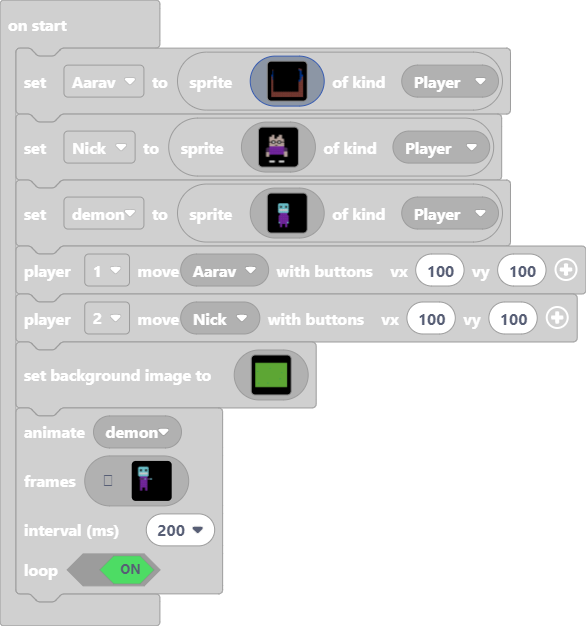 on start
set Aarav to sprite of kind Player
set Nick to sprite of kind Player
set demon to sprite of kind Player
player 1 move Aarav with buttons vx 100 vy 100
player 2 move Nick with buttons vx 100 vy 100
set background image to
animate demon
frames
interval (ms) 200
loop ON